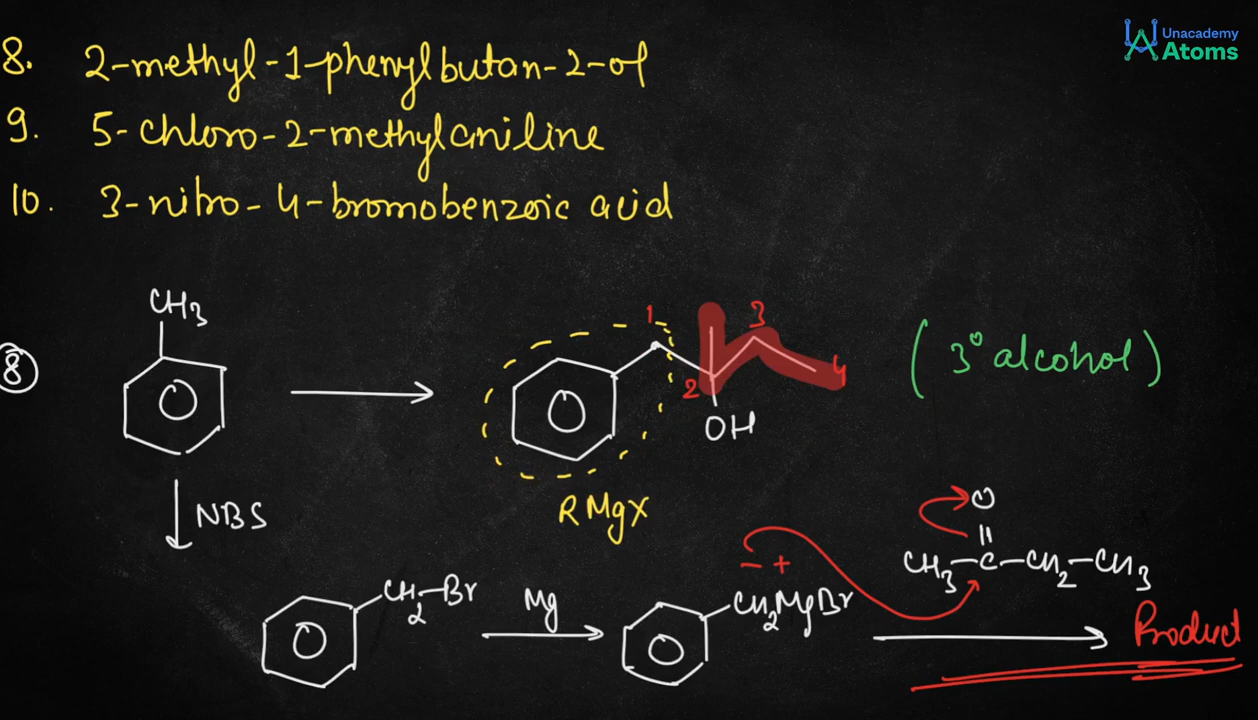 Unacademy
Atoms
8. 2-methyl-1-phenylbutan-2-ol
9. 5-chloro-2-methylaniline
10. 3-nitro-4-bromobenzoic acid
CH3
8
1
3
2
4
OH
(3° alcohol)
NBS
RMgX
O
- +
CH3-C-CH2-CH3
CH2-Br
Mg
CH2MgBr
Product